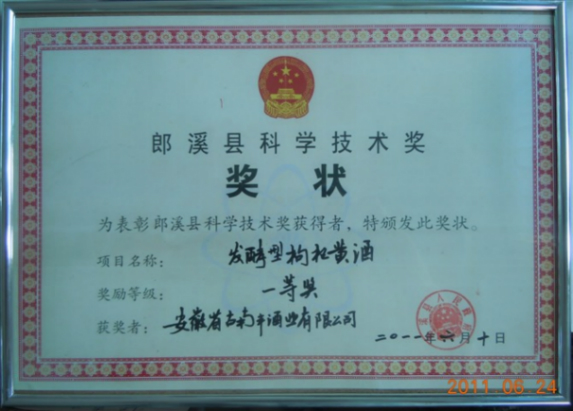 郎溪县科学技术奖
奖状
为表彰郎溪县科学技术奖获得者，特颁发此奖状。
项目名称：发酵型枸杞黄酒
奖励等级：一等奖
获奖者：安徽省古南丰酒业有限公司
二〇一一年六月十日
2011.06.24